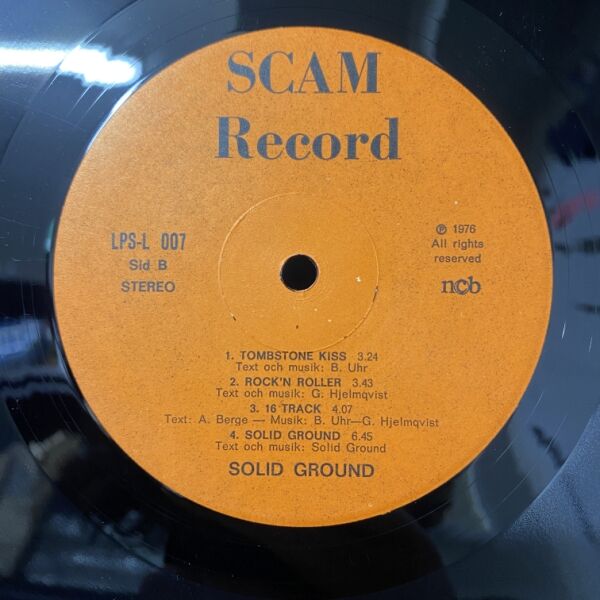 SCAM
Record
LPS-L 007
Sid B
STEREO
℗ 1976
All rights
reserved
ncb
1. TOMBSTONE KISS 3.24
Text och musik: B. Uhr
2. ROCK'N ROLLER 3.43
Text och musik: G. Hjelmqvist
3. 16 TRACK 4.07
Text: A. Berge — Musik: B. Uhr—G. Hjelmqvist
4. SOLID GROUND 6.45
Text och musik: Solid Ground
SOLID GROUND